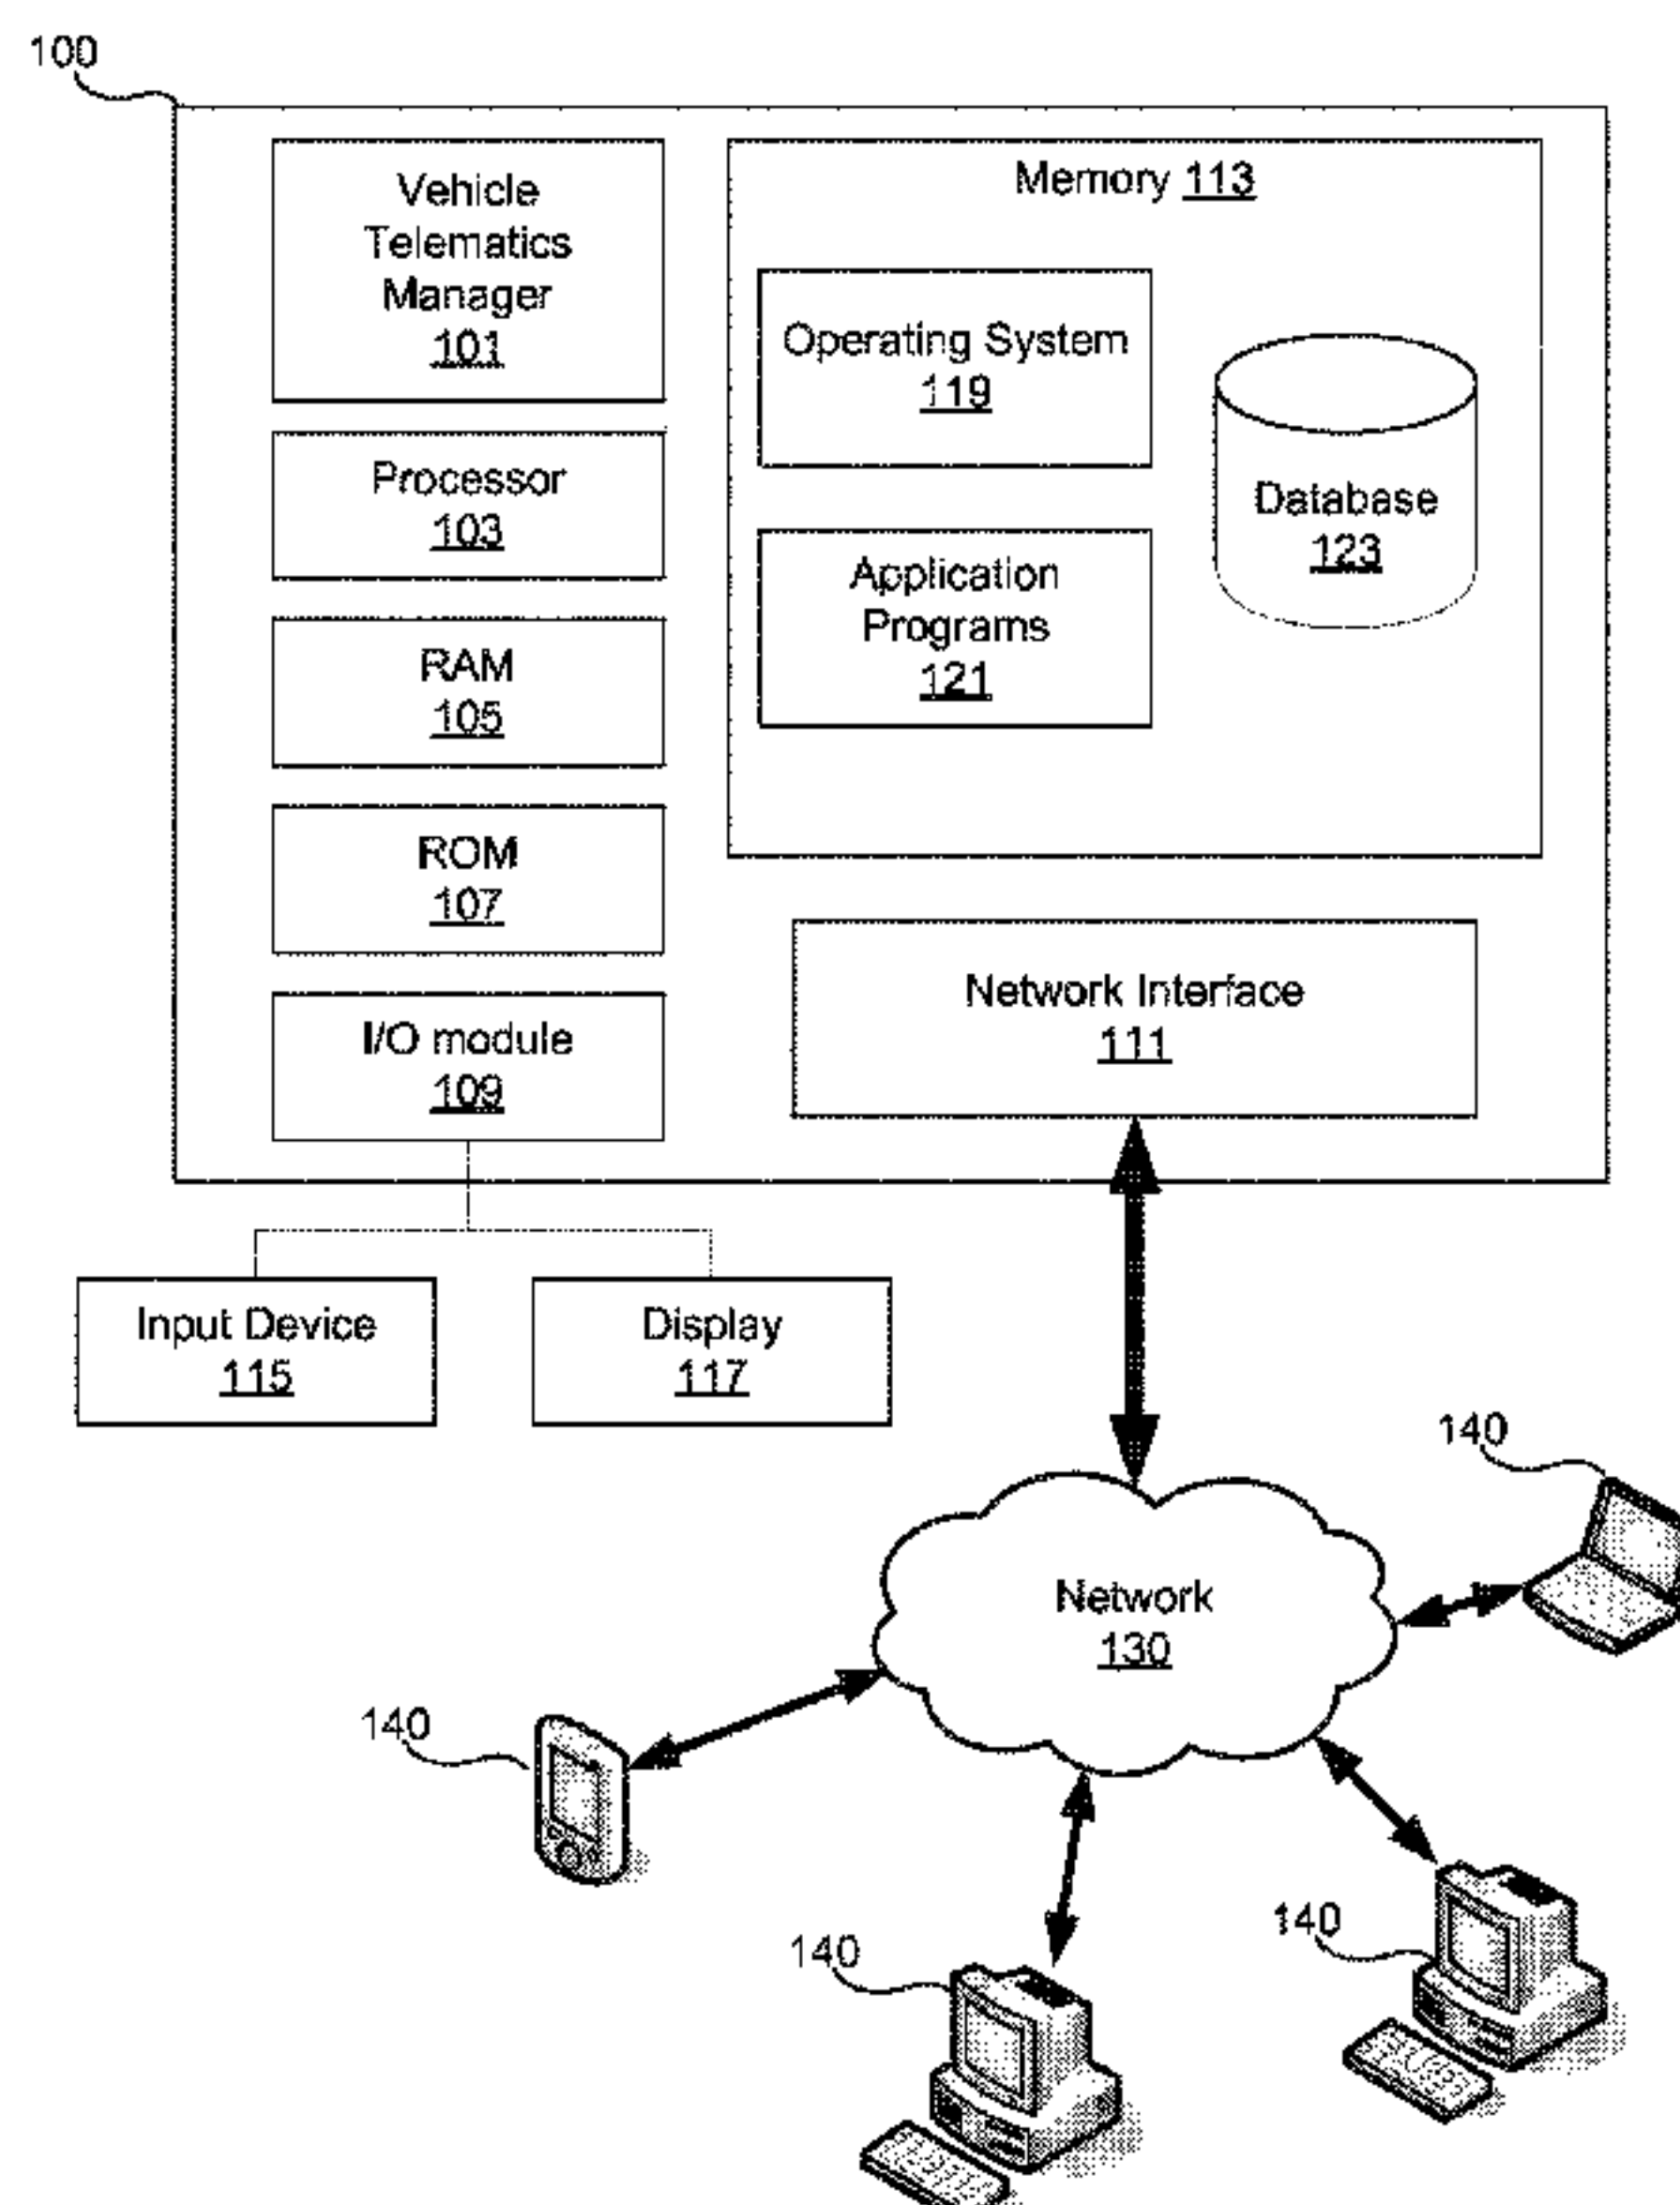 100
Vehicle
Telematics
Manager
101
Processor
103
RAM
105
ROM
107
I/O module
109
Memory 113
Operating System
119
Application
Programs
121
Database
123
Network Interface
111
Input Device
115
Display
117
Network
130
140
140
140
140